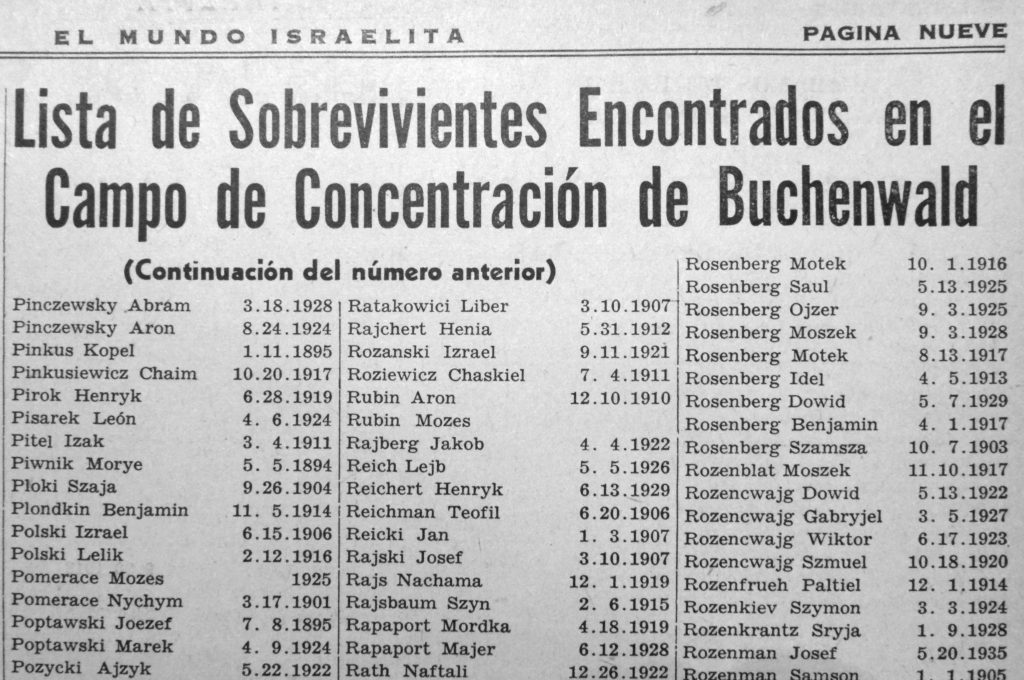 EL MUNDO ISRAELITA
PAGINA NUEVE
Lista de Sobrevivientes Encontrados en el
Campo de Concentración de Buchenwald
(Continuación del número anterior)
Pinczewsky Abram 3.18.1928
Pinczewsky Aron 8.24.1924
Pinkus Kopel 1.11.1895
Pinkusiewicz Chaim 10.20.1917
Pirok Henryk 6.28.1919
Pisarek León 4. 6.1924
Pitel Izak 3. 4.1911
Piwnik Morye 5. 5.1894
Płoki Szaja 9.26.1904
Plondkin Benjamin 11. 5.1914
Polski Izrael 6.15.1906
Polski Lelik 2.12.1916
Pomerace Mozes 1925
Pomerace Nychym 3.17.1901
Poptawski Joezef 7. 8.1895
Poptawski Marek 4. 9.1924
Pozycki Ajzyk 5.22.1922
Ratakowici Liber 3.10.1907
Rajchert Henia 5.31.1912
Rozanski Izrael 9.11.1921
Roziewicz Chaskiel 7. 4.1911
Rubin Aron 12.10.1910
Rubin Mozes
Rajberg Jakob 4. 4.1922
Reich Lejb 5. 5.1926
Reichert Henryk 6.13.1929
Reichman Teofil 6.20.1906
Reicki Jan 1. 3.1907
Rajski Josef 3.10.1907
Rajs Nachama 12. 1.1919
Rajsbaum Szyn 2. 6.1915
Rapaport Mordka 4.18.1919
Rapaport Majer 6.12.1928
Rath Naftali 12.26.1922
Rosenberg Motek 10. 1.1916
Rosenberg Saul 5.13.1925
Rosenberg Ojzer 9. 3.1925
Rosenberg Moszek 9. 3.1928
Rosenberg Motek 8.13.1917
Rosenberg Idel 4. 5.1913
Rosenberg Dowid 5. 7.1929
Rosenberg Benjamin 4. 1.1917
Rosenberg Szamsza 10. 7.1903
Rozenblat Moszek 11.10.1917
Rozencwajg Dowid 5.13.1922
Rozencwajg Gabryjel 3. 5.1927
Rozencwajg Wiktor 6.17.1923
Rozencwajg Szmuel 10.18.1920
Rozenfrueh Paltiel 12. 1.1914
Rozenkiev Szymon 3. 3.1924
Rozenkrantz Sryja 1. 9.1928
Rozenman Josef 5.20.1935
Rozenman Samson 1. 1.1905